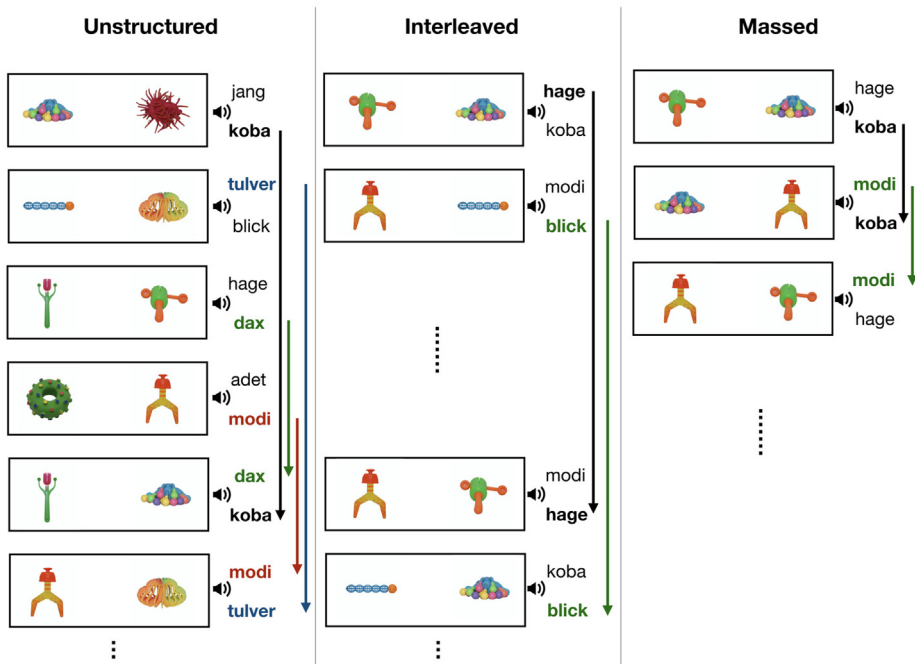 Unstructured
jang
koba
tulver
blick
hage
dax
adet
modi
dax
koba
modi
tulver
Interleaved
hage
koba
modi
blick
modi
hage
koba
blick
Massed
hage
koba
modi
koba
modi
hage